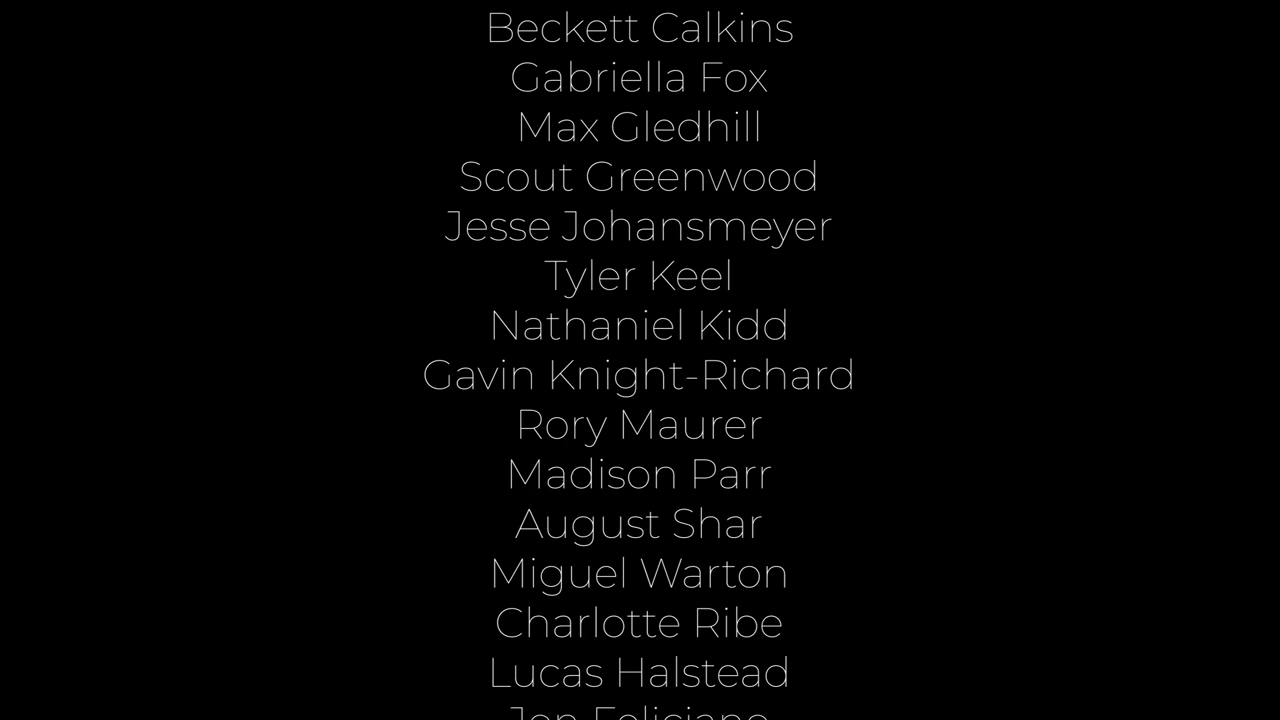 Beckett Calkins
Gabriella Fox
Max Gledhill
Scout Greenwood
Jesse Johansmeyer
Tyler Keel
Nathaniel Kidd
Gavin Knight-Richard
Rory Maurer
Madison Parr
August Shar
Miguel Warton
Charlotte Ribe
Lucas Halstead